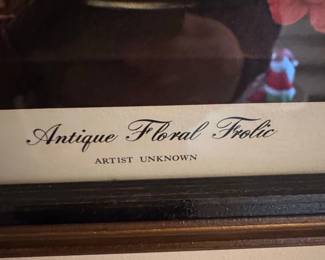 Antique Floral Frolic
ARTIST UNKNOWN